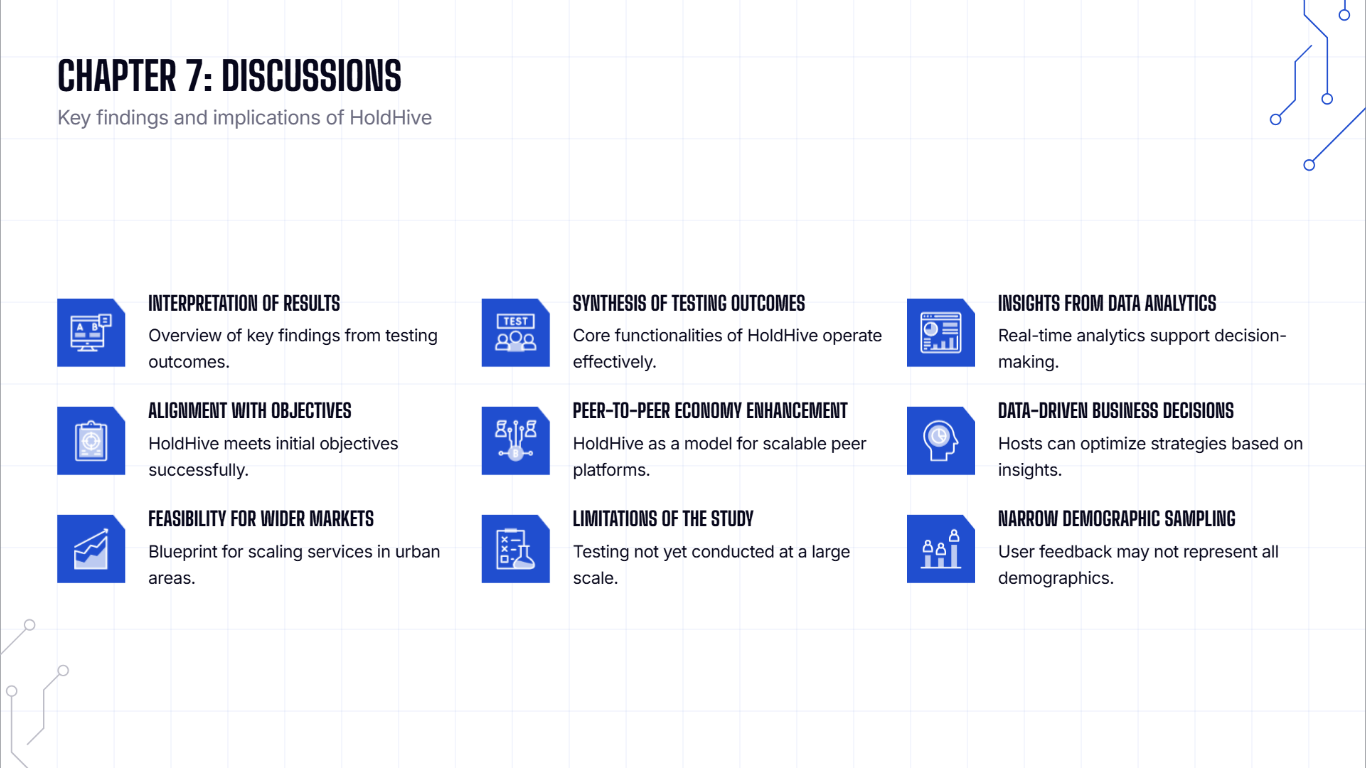 CHAPTER 7: DISCUSSIONS
Key findings and implications of HoldHive
INTERPRETATION OF RESULTS
Overview of key findings from testing
outcomes.
SYNTHESIS OF TESTING OUTCOMES
Core functionalities of HoldHive operate
effectively.
INSIGHTS FROM DATA ANALYTICS
Real-time analytics support decision-
making.
ALIGNMENT WITH OBJECTIVES
HoldHive meets initial objectives
successfully.
PEER-TO-PEER ECONOMY ENHANCEMENT
HoldHive as a model for scalable peer
platforms.
DATA-DRIVEN BUSINESS DECISIONS
Hosts can optimize strategies based on
insights.
FEASIBILITY FOR WIDER MARKETS
Blueprint for scaling services in urban
areas.
LIMITATIONS OF THE STUDY
Testing not yet conducted at a large
scale.
NARROW DEMOGRAPHIC SAMPLING
User feedback may not represent all
demographics.
A B
TEST